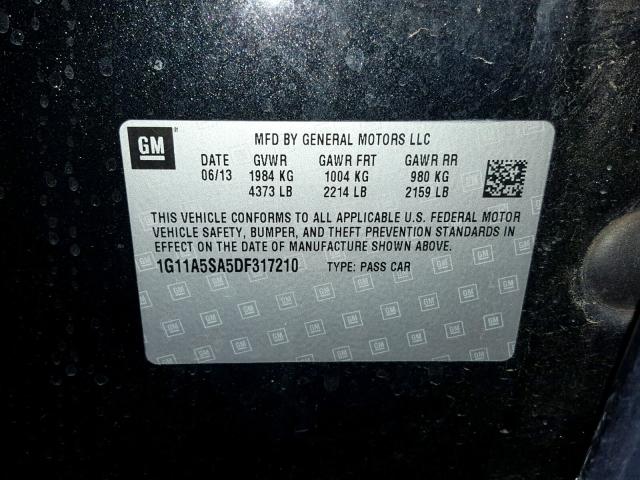 GM
MFD BY GENERAL MOTORS LLC
DATE GVWR GAWR FRT GAWR RR
06/13 1984 KG 1004 KG 980 KG
4373 LB 2214 LB 2159 LB
THIS VEHICLE CONFORMS TO ALL APPLICABLE U.S. FEDERAL MOTOR
VEHICLE SAFETY, BUMPER, AND THEFT PREVENTION STANDARDS IN
EFFECT ON THE DATE OF MANUFACTURE SHOWN ABOVE.
1G11A5SA5DF317210 TYPE: PASS CAR